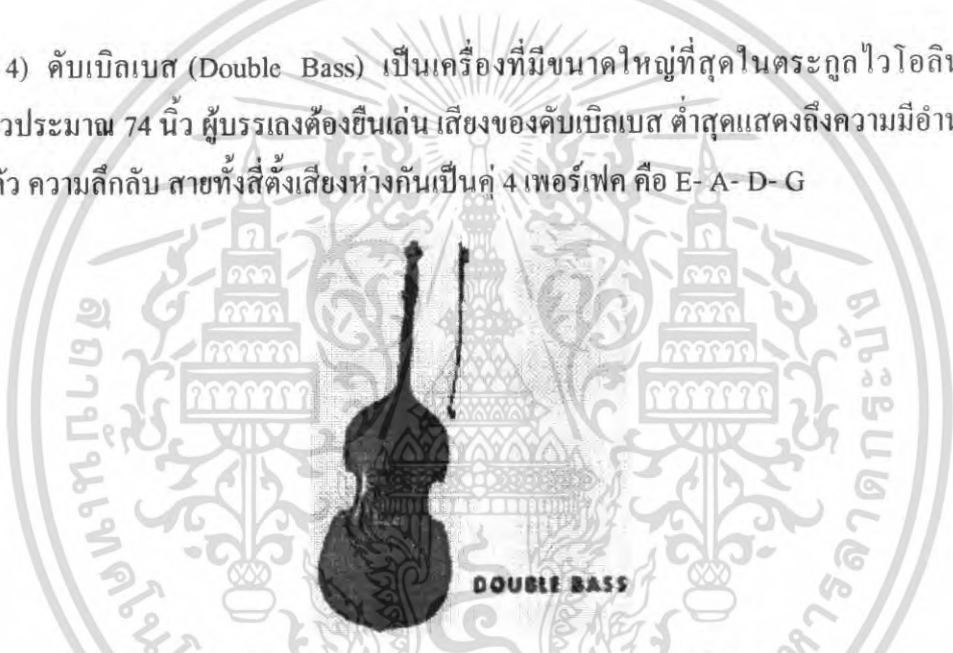 4) ดับเบิลเบส (Double Bass) เป็นเครื่องที่มีขนาดใหญ่ที่สุดในตระกูลไวโอลิน
วประมาณ 74 นิ้ว ผู้บรรเลงต้องยืนเล่น เสียงของดับเบิลเบส ต่ำสุดแสดงถึงความมีอำน
ัว ความลึกลับ สายทั้งสี่ตั้งเสียงห่างกันเป็นคู่ 4 เพอร์เฟค คือ E- A- D- G
DOUBLE BASS